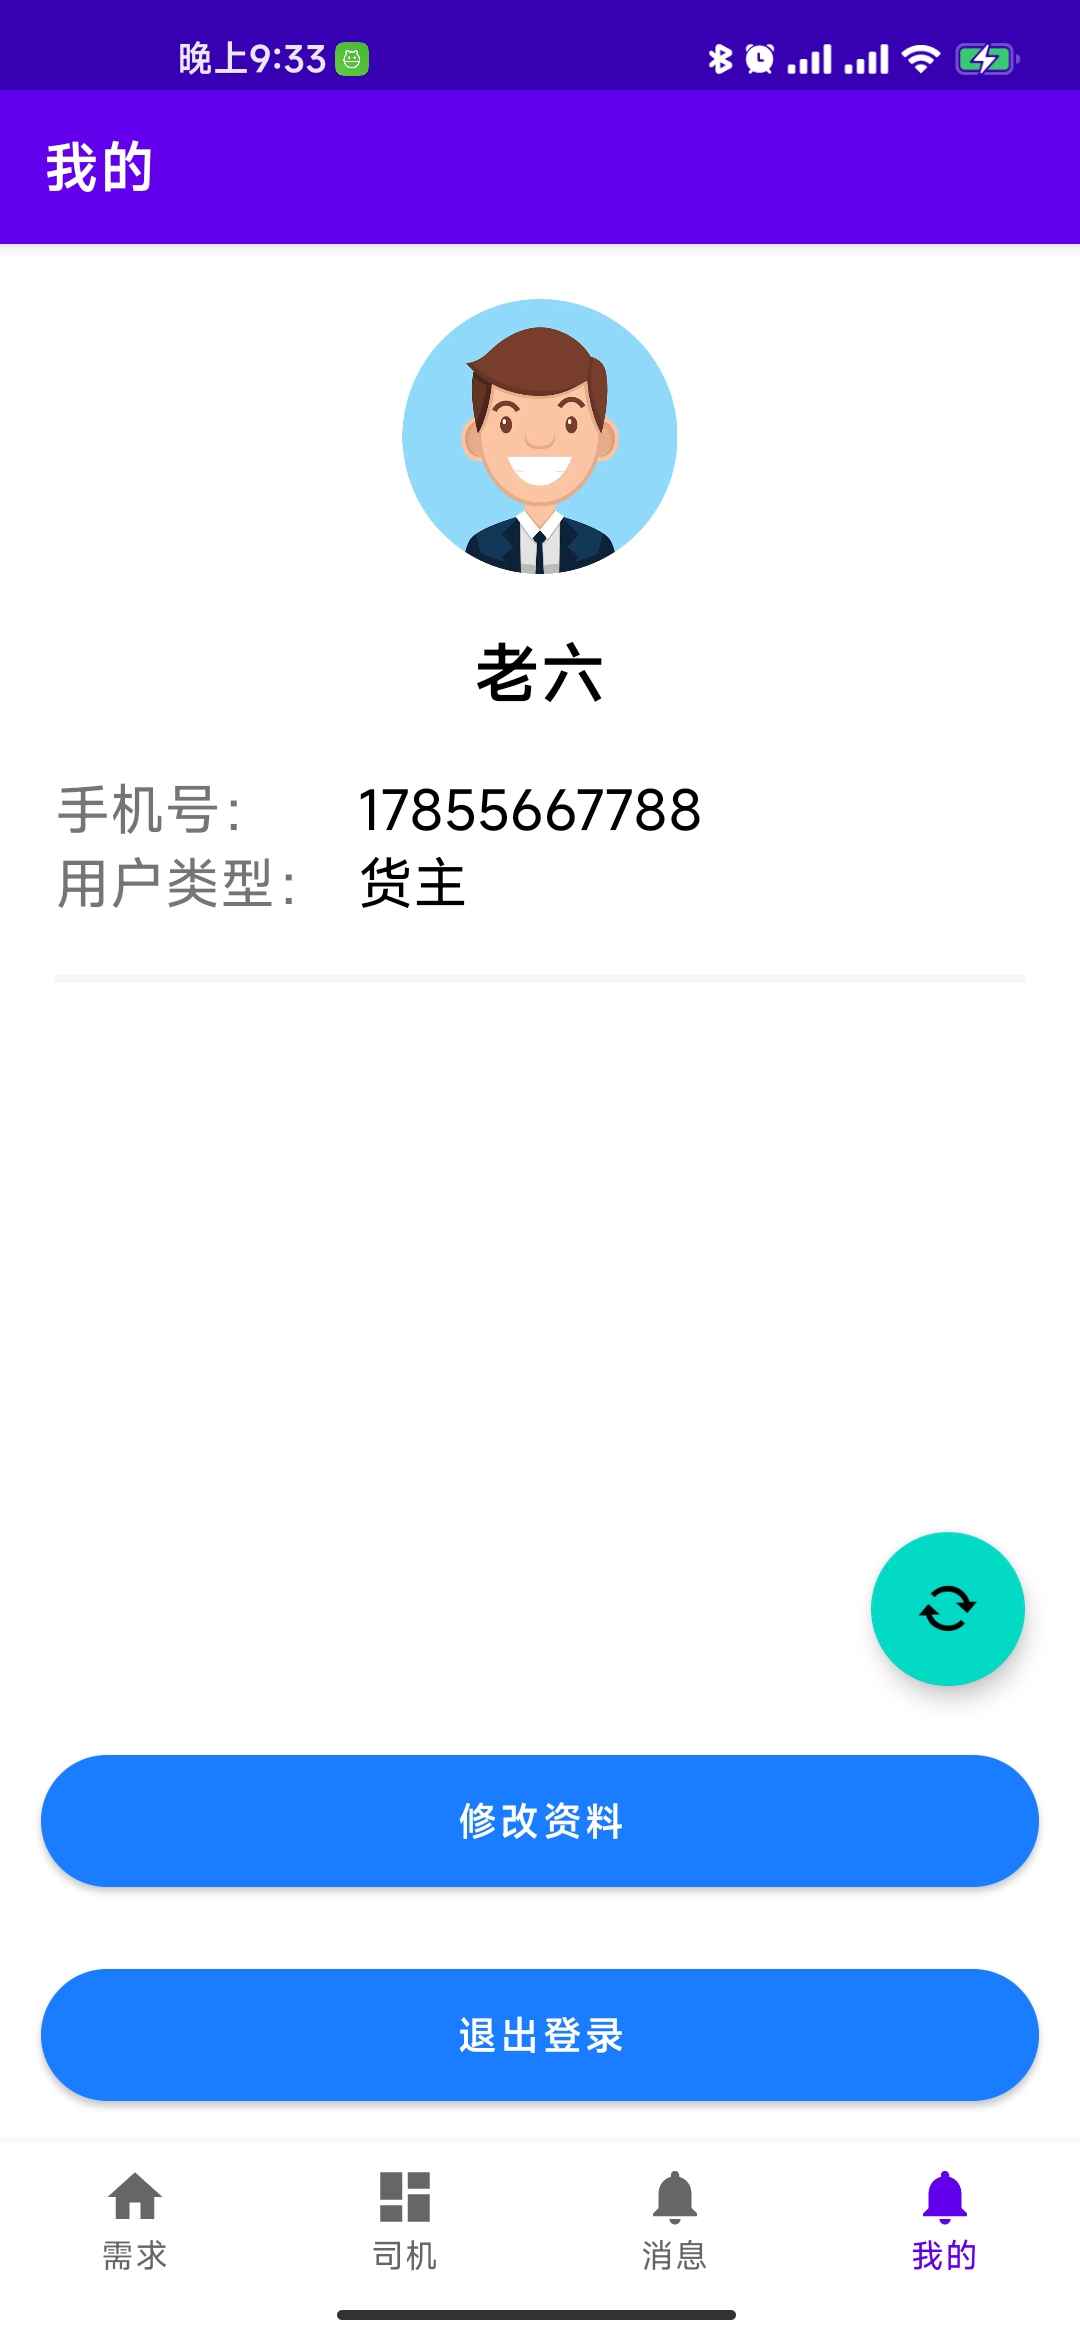 晚上9:33
我的
老六
手机号： 17855667788
用户类型： 货主
修改资料
退出登录
需求 司机 消息 我的